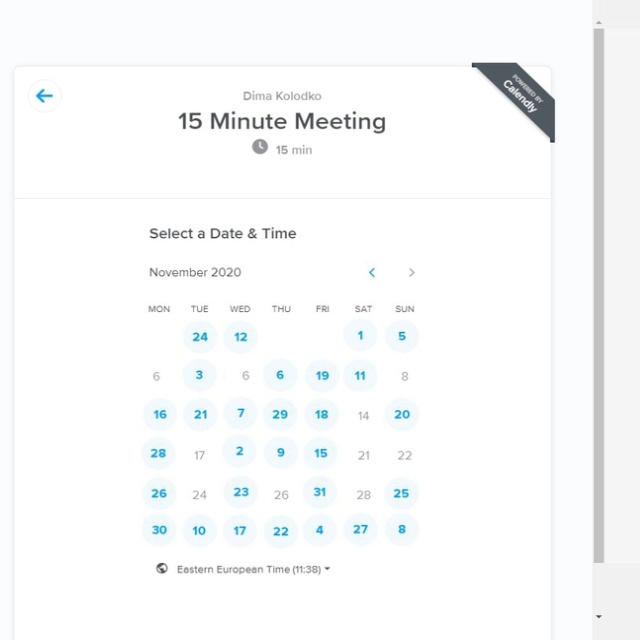 Dima Kolodko
15 Minute Meeting
15 min
POWERED BY
Calendly
Select a Date & Time
November 2020
MON TUE WED THU FRI SAT SUN
24 12 1 5
6 3 6 6 19 11 8
16 21 7 29 18 14 20
28 17 2 9 15 21 22
26 24 23 26 31 28 25
30 10 17 22 4 27 8
Eastern European Time (11:38)